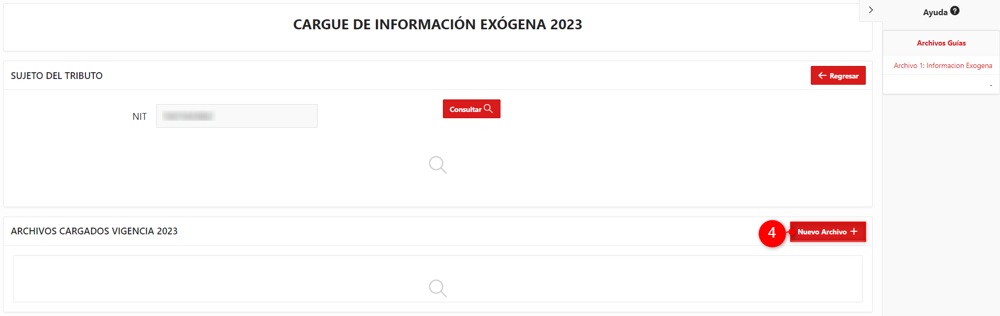 CARGUE DE INFORMACIÓN EXÓGENA 2023
SUJETO DEL TRIBUTO
Regresar
NIT
Consultar
ARCHIVOS CARGADOS VIGENCIA 2023
4
Nuevo Archivo +
Ayuda ?
Archivos Guías
Archivo 1: Informacion Exogena
-